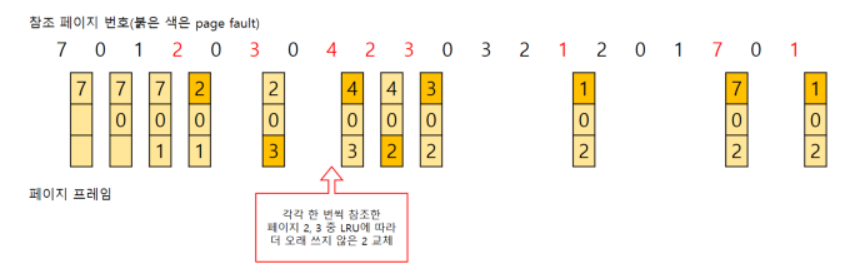 참조 페이지 번호(붉은 색은 page fault)
7 0 1 2 0 3 0 4 2 3 0 3 2 1 2 0 1 7 0 1
7 7 7 2 2 4 4 3 1 7 1
0 0 0 0 0 0 0 0 0 0
1 1 3 3 2 2 2 2 2
페이지 프레임
각각 한 번씩 참조한
페이지 2, 3 중 LRU에 따라
더 오래 쓰지 않은 2 교체